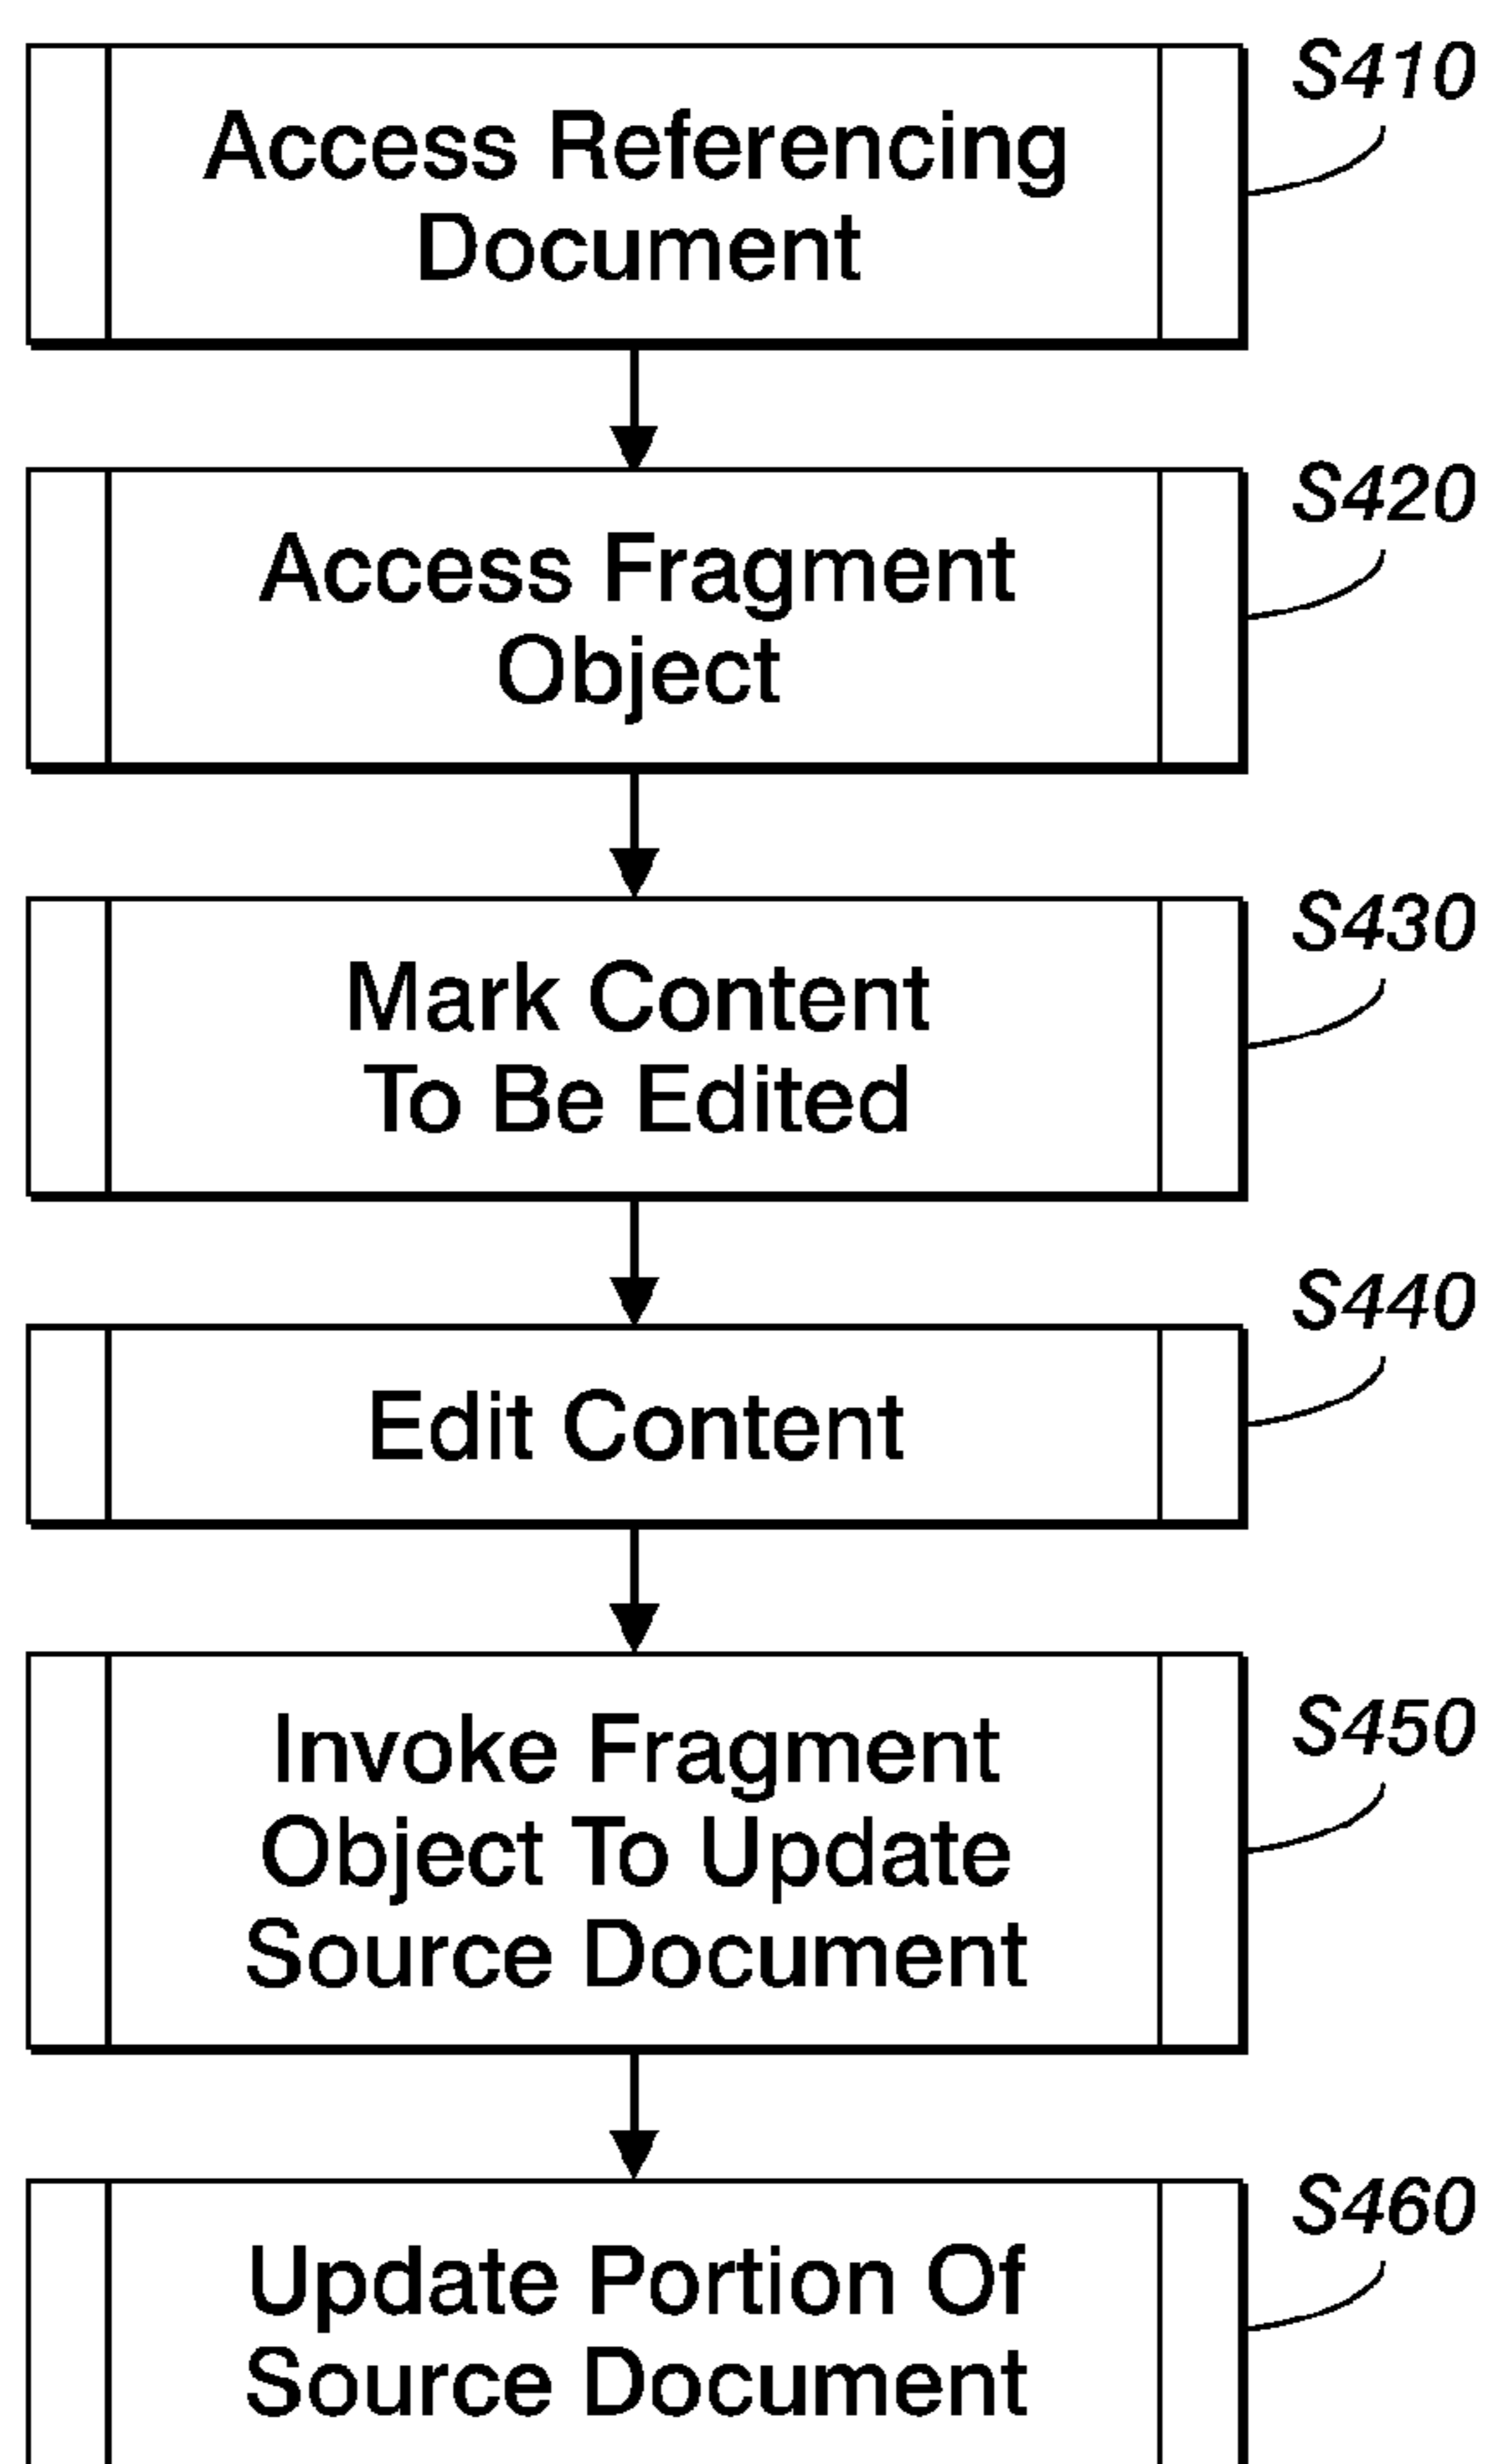 S410
Access Referencing
Document
S420
Access Fragment
Object
S430
Mark Content
To Be Edited
S440
Edit Content
S450
Invoke Fragment
Object To Update
Source Document
S460
Update Portion Of
Source Document